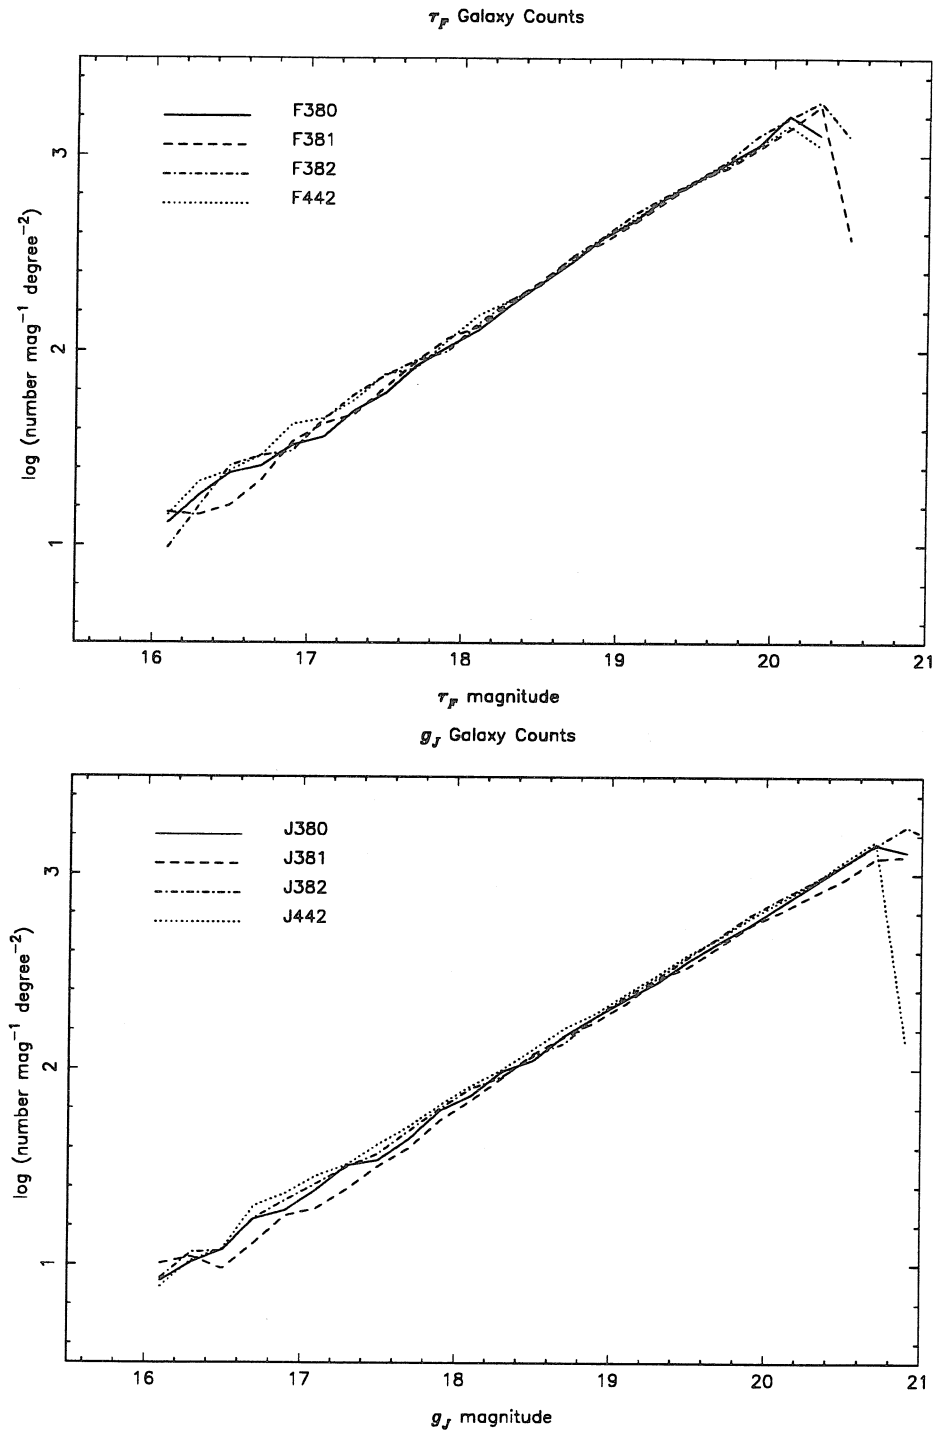 r_F Galaxy Counts
F380
F381
F382
F442
3
2
1
log (number mag⁻¹ degree⁻²)
16 17 18 19 20 21
r_F magnitude
g_J Galaxy Counts
J380
J381
J382
J442
3
2
1
log (number mag⁻¹ degree⁻²)
16 17 18 19 20 21
g_J magnitude